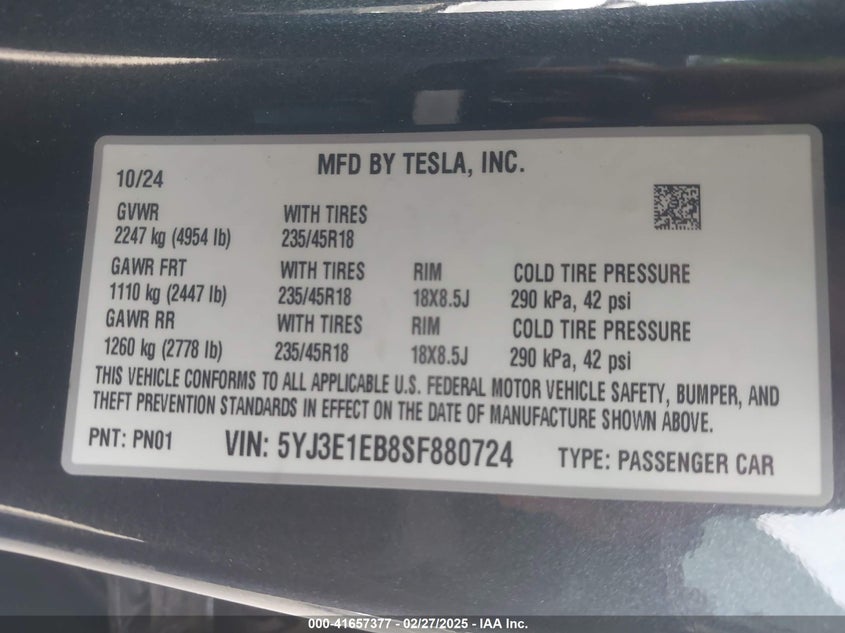 MFD BY TESLA, INC.
10/24
GVWR WITH TIRES
2247 kg (4954 lb) 235/45R18
GAWR FRT WITH TIRES RIM COLD TIRE PRESSURE
1110 kg (2447 lb) 235/45R18 18X8.5J 290 kPa, 42 psi
GAWR RR WITH TIRES RIM COLD TIRE PRESSURE
1260 kg (2778 lb) 235/45R18 18X8.5J 290 kPa, 42 psi
THIS VEHICLE CONFORMS TO ALL APPLICABLE U.S. FEDERAL MOTOR VEHICLE SAFETY, BUMPER, AND
THEFT PREVENTION STANDARDS IN EFFECT ON THE DATE OF MANUFACTURE SHOWN ABOVE.
PNT: PN01 VIN: 5YJ3E1EB8SF880724 TYPE: PASSENGER CAR
000-41657377 - 02/27/2025 - IAA Inc.